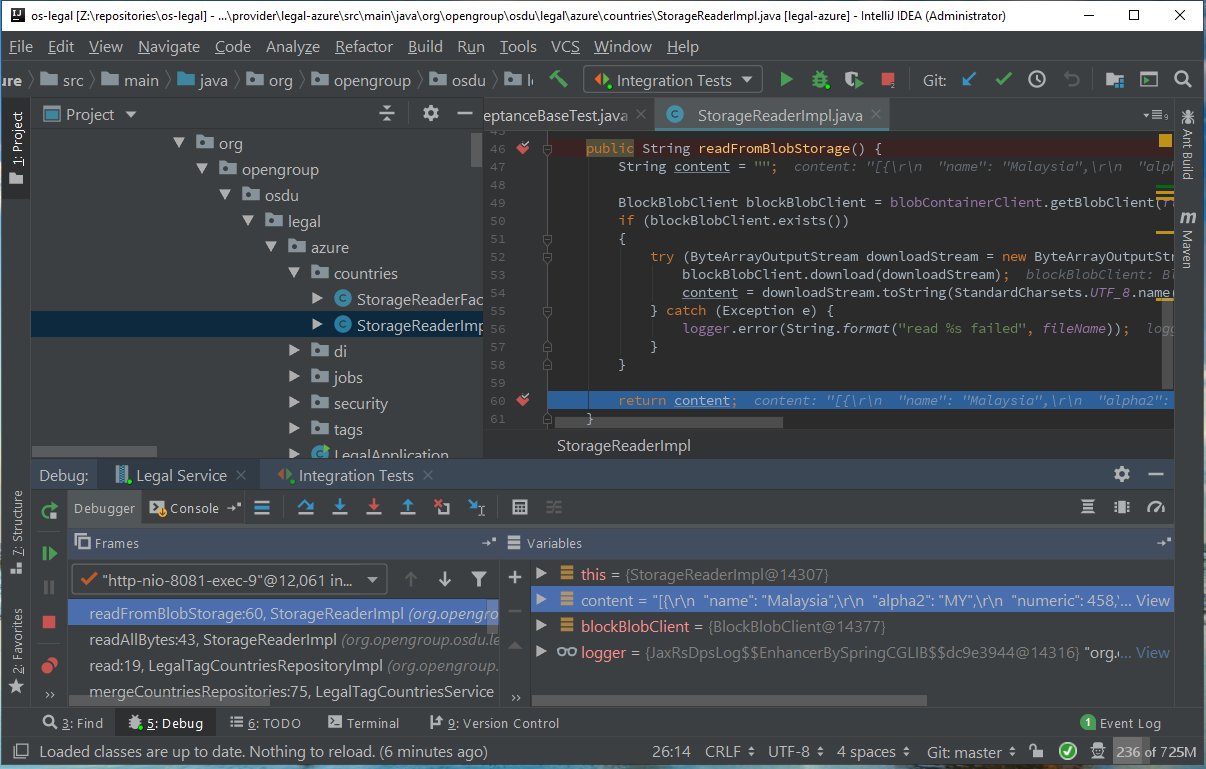 os-legal [Z:\repositories\os-legal] - ...\provider\legal-azure\src\main\java\org\opengroup\osdu\legal\azure\countries\StorageReaderImpl.java [legal-azure] - IntelliJ IDEA (Administrator)
File Edit View Navigate Code Analyze Refactor Build Run Tools VCS Window Help
ure src main java org opengroup osdu Integration Tests Git:
Project
eptanceBaseTest.java StorageReaderImpl.java
1: Project
Ant Build
Maven
org
opengroup
osdu
legal
azure
countries
StorageReaderFac
StorageReaderImp
di
jobs
security
tags
LegalApplication
45
46 public String readFromBlobStorage() {
47 String content = ""; content: "[{\r\n "name": "Malaysia",\r\n "alph
48
49 BlockBlobClient blockBlobClient = blobContainerClient.getBlobClient(
50 if (blockBlobClient.exists())
51 {
52 try (ByteArrayOutputStream downloadStream = new ByteArrayOutputStr
53 blockBlobClient.download(downloadStream); blockBlobClient: Bl
54 content = downloadStream.toString(StandardCharsets.UTF_8.name(
55 } catch (Exception e) {
56 logger.error(String.format("read %s failed", fileName)); logg
57 }
58 }
59
60 return content; content: "[{\r\n "name": "Malaysia",\r\n "alpha2":
61 }
StorageReaderImpl
Debug: Legal Service Integration Tests
7: Structure
2: Favorites
Debugger Console
Frames
"http-nio-8081-exec-9"@12,061 in...
readFromBlobStorage:60, StorageReaderImpl (org.opengro
readAllBytes:43, StorageReaderImpl (org.opengroup.osdu.le
read:19, LegalTagCountriesRepositoryImpl (org.opengroup.
mergeCountriesRepositories:75, LegalTagCountriesService
Variables
this = {StorageReaderImpl@14307}
content = "[{\r\n "name": "Malaysia",\r\n "alpha2": "MY",\r\n "numeric": 458,... View
blockBlobClient = {BlockBlobClient@14377}
logger = {JaxRsDpsLog$$EnhancerBySpringCGLIB$$dc9e3944@14316} "org.... View
3: Find 5: Debug 6: TODO Terminal 9: Version Control 1 Event Log
Loaded classes are up to date. Nothing to reload. (6 minutes ago) 26:14 CRLF UTF-8 4 spaces Git: master 236 of 725M